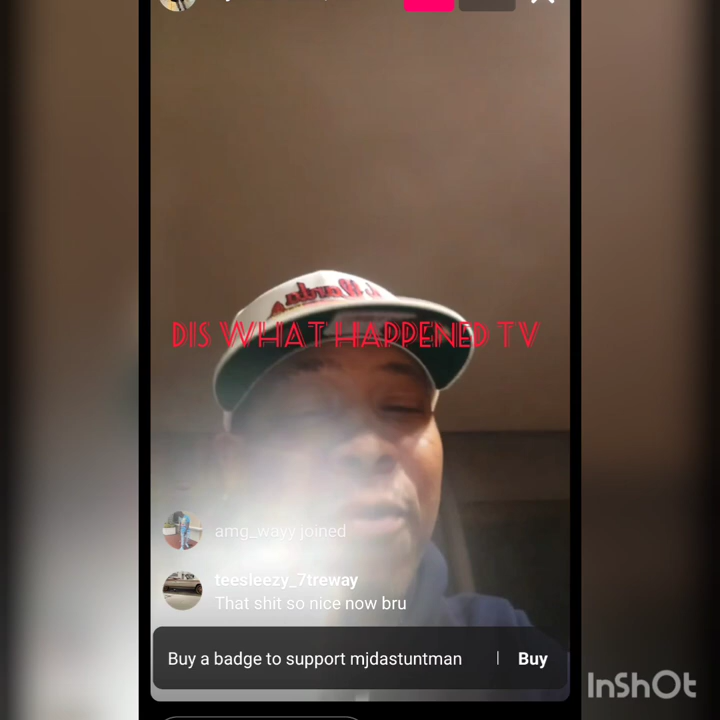 DIS WHAT HAPPENED TV
amg_wavy joined
teesleezy_7treway
That shit so nice now bru
Buy a badge to support mjdastuntman | Buy
InShOt